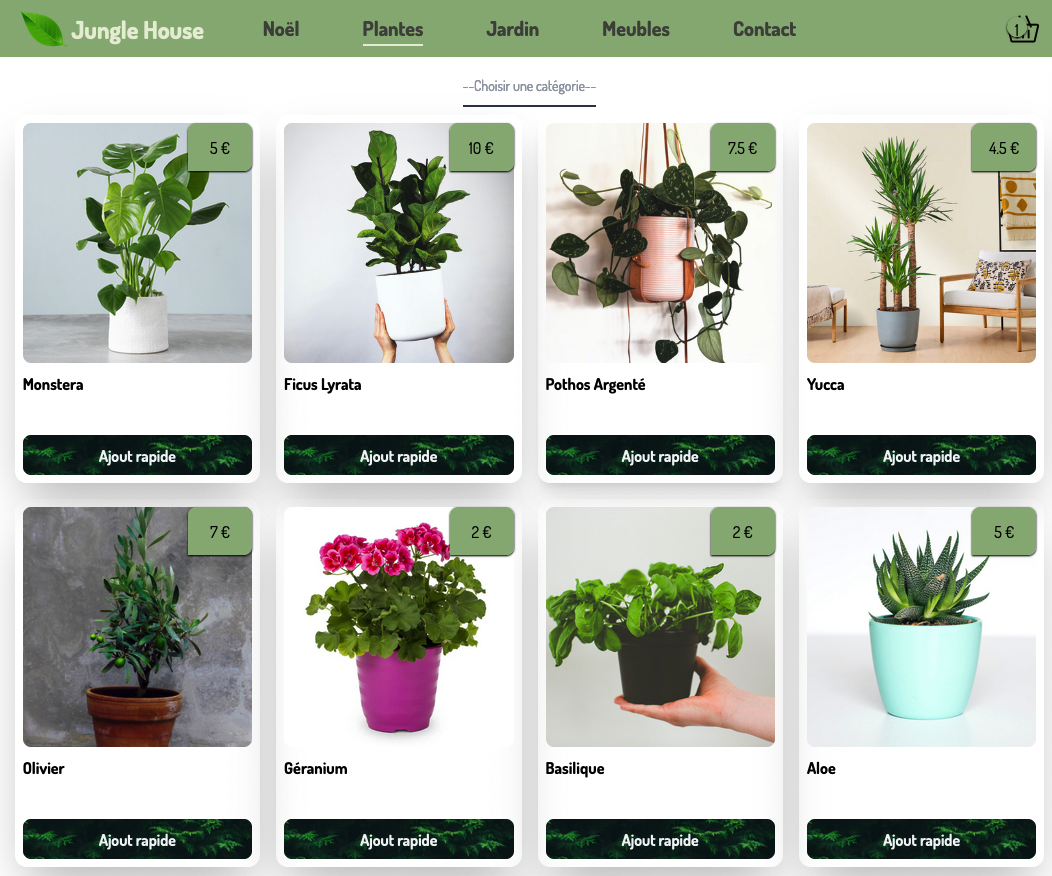 Jungle House
Noël
Plantes
Jardin
Meubles
Contact
--Choisir une catégorie--
5 €
10 €
7.5 €
4.5 €
Monstera
Ficus Lyrata
Pothos Argenté
Yucca
Ajout rapide
Ajout rapide
Ajout rapide
Ajout rapide
7 €
2 €
2 €
5 €
Olivier
Géranium
Basilique
Aloe
Ajout rapide
Ajout rapide
Ajout rapide
Ajout rapide